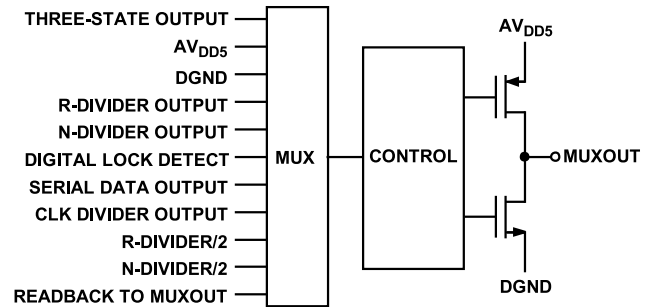 THREE-STATE OUTPUT
AVDD5
DGND
R-DIVIDER OUTPUT
N-DIVIDER OUTPUT
DIGITAL LOCK DETECT
SERIAL DATA OUTPUT
CLK DIVIDER OUTPUT
R-DIVIDER/2
N-DIVIDER/2
READBACK TO MUXOUT
MUX
CONTROL
AVDD5
MUXOUT
DGND